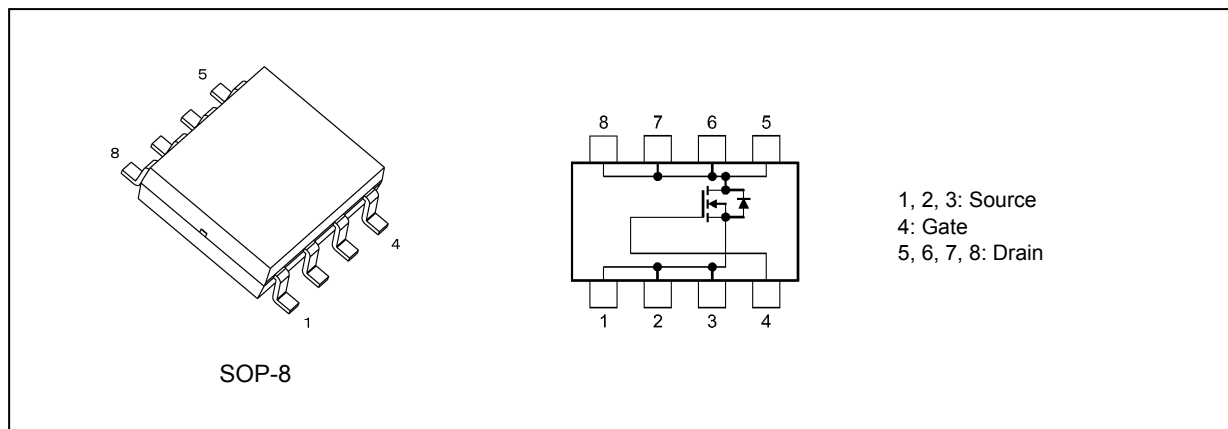 5
8
4
1
SOP-8
8 7 6 5
1 2 3 4
1, 2, 3: Source
4: Gate
5, 6, 7, 8: Drain